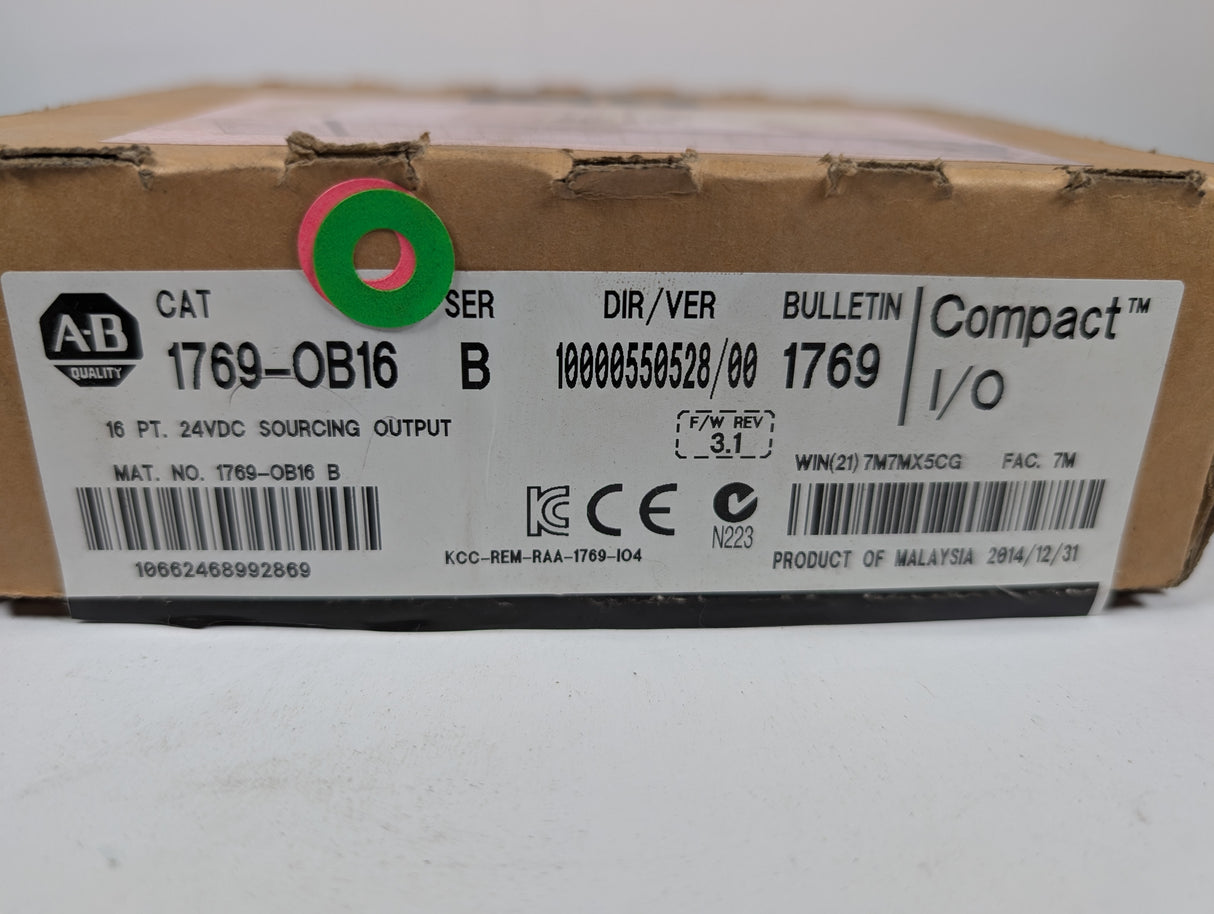 A-B
QUALITY
CAT SER DIR/VER BULLETIN
1769-OB16 B 10000550528/00 1769
Compact™
I/O
16 PT. 24VDC SOURCING OUTPUT
F/W REV
3.1
MAT. NO. 1769-OB16 B
WIN(21) 7M7MX5CG FAC. 7M
KC CE
N223
KCC-REM-RAA-1769-IO4
10662468992869
PRODUCT OF MALAYSIA 2014/12/31